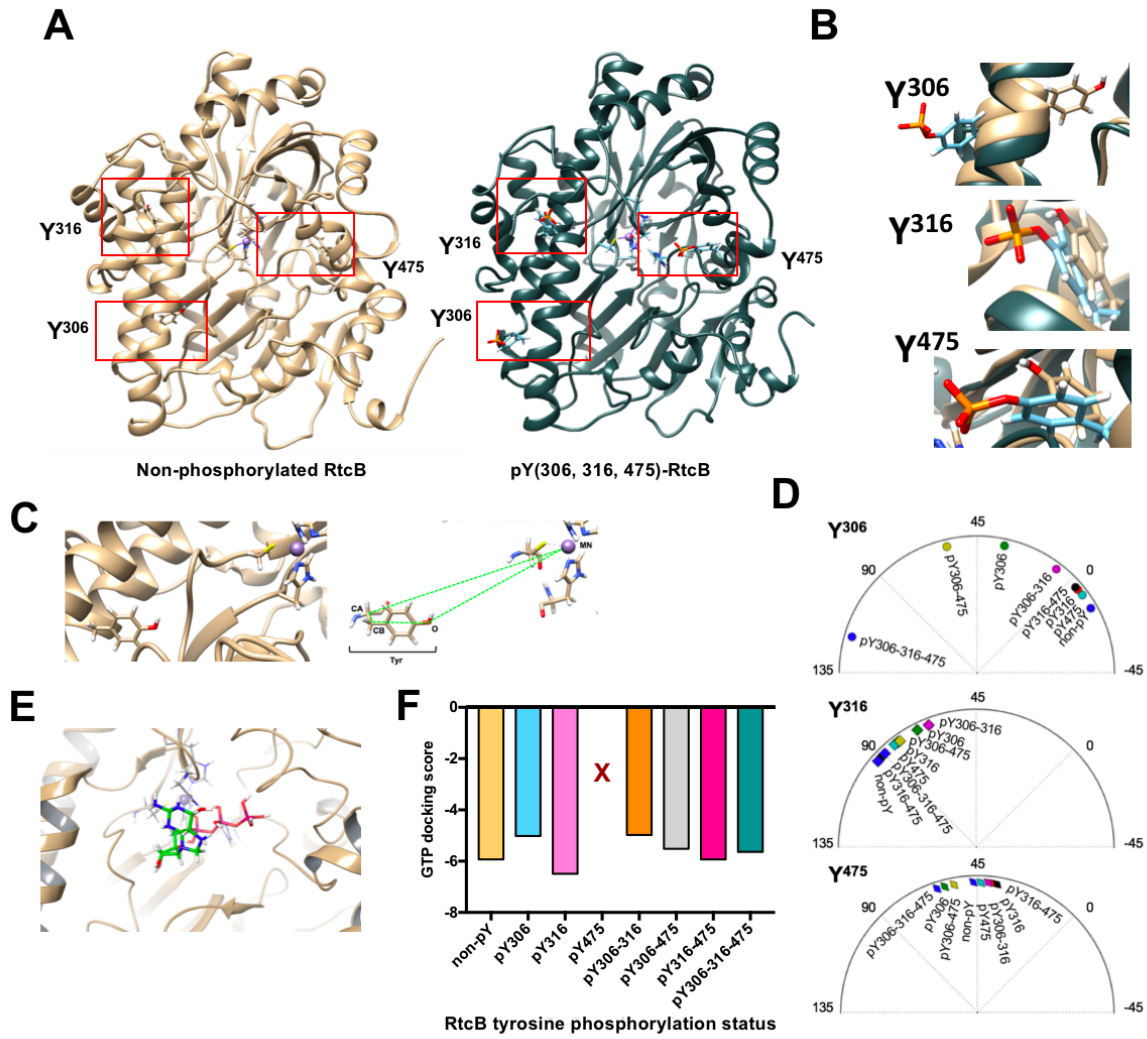 A
Y316
Y475
Y306
Y316
Y475
Y306
Non-phosphorylated RtcB
pY(306, 316, 475)-RtcB
B
Y306
Y316
Y475
C
MN
CA
CB
O
Tyr
D
Y306
45
90
0
135
-45
pY306-475
pY306
pY306-316
pY316-475
pY316
pY475
non-pY
pY306-316-475
Y316
45
90
0
135
-45
pY306-316
pY306
pY306-475
pY316
pY475
pY306-316-475
pY316-475
non-pY
Y475
45
90
0
135
-45
pY306-316-475
pY306
pY306-475
non-pY
pY475
pY306-316
pY316
pY316-475
E
F
GTP docking score
0
-2
-4
-6
-8
X
non-pY
pY306
pY316
pY475
pY306-316
pY306-475
pY316-475
pY306-316-475
RtcB tyrosine phosphorylation status